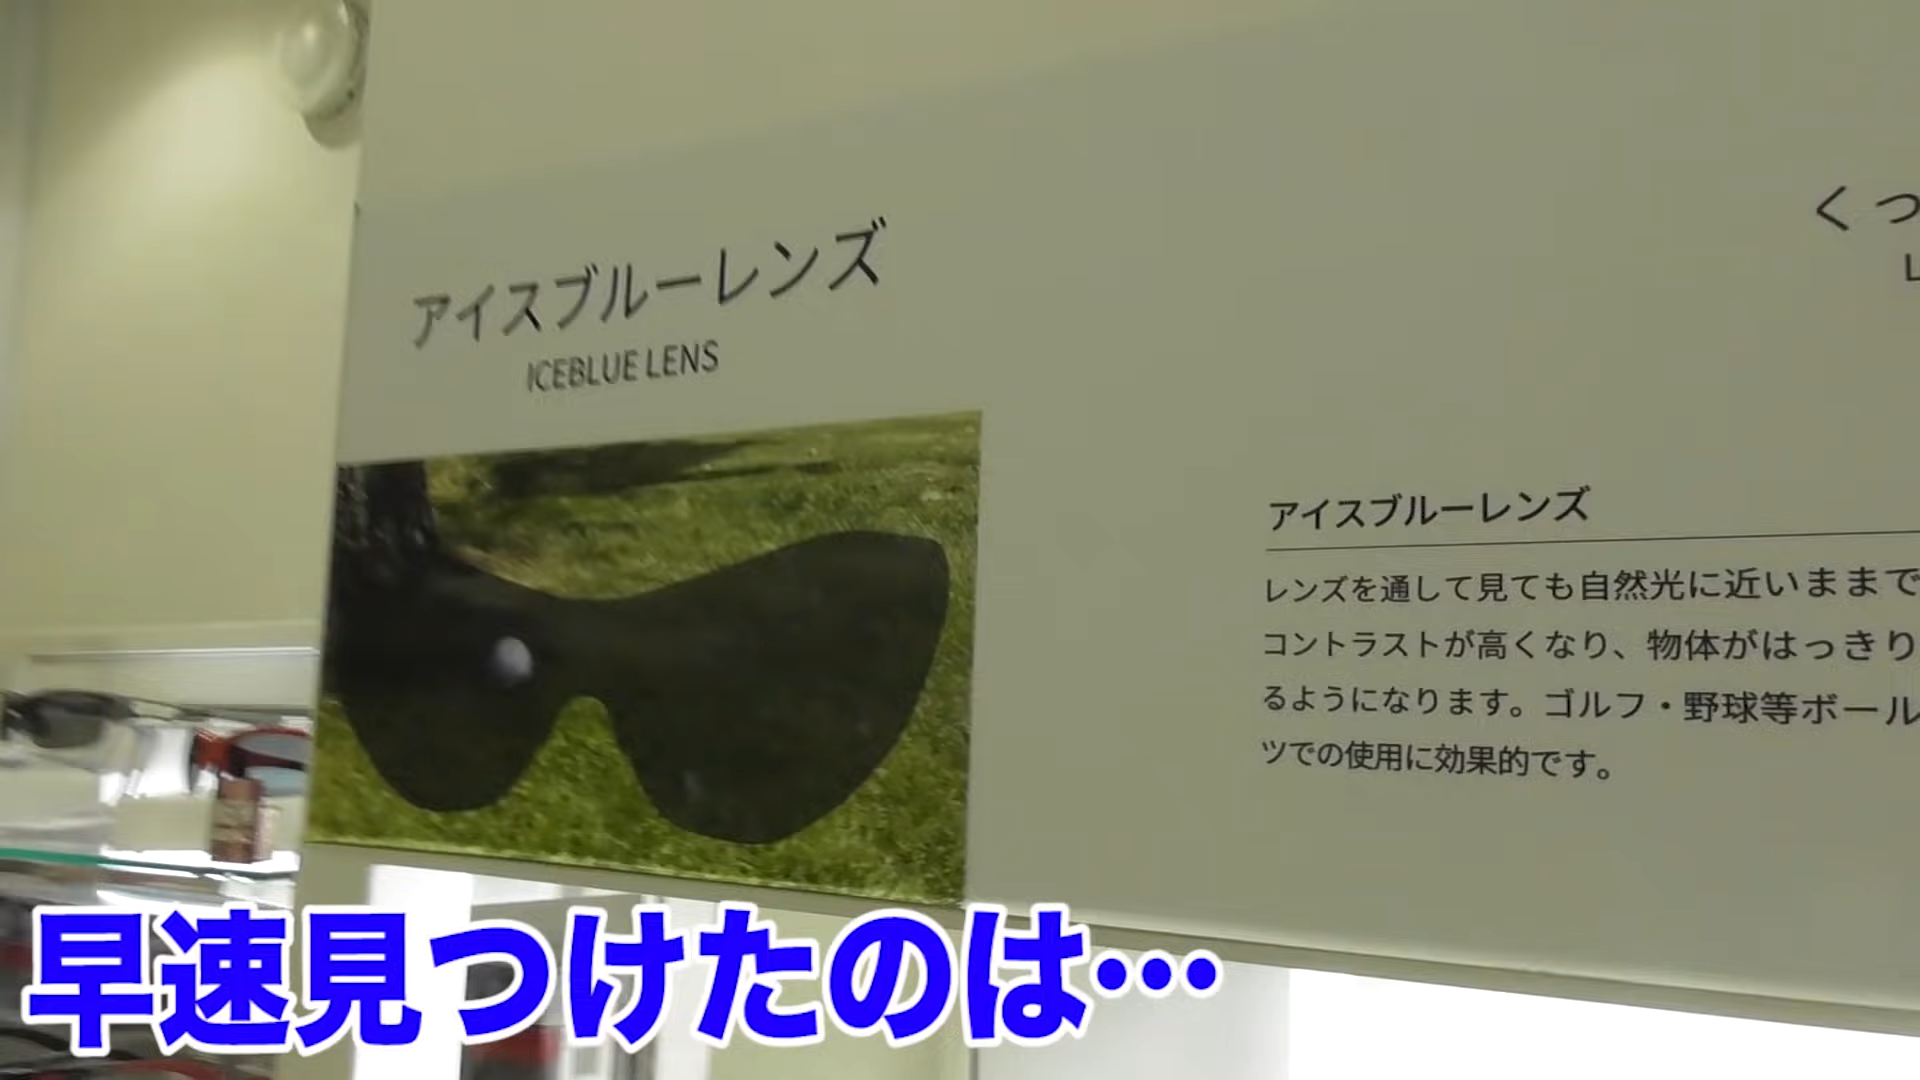 アイスブルーレンズ
ICEBLUE LENS
くっ
アイスブルーレンズ
レンズを通して見ても自然光に近いままで
コントラストが高くなり、物体がはっきり
るようになります。ゴルフ・野球等ボール
ツでの使用に効果的です。
早速見つけたのは…